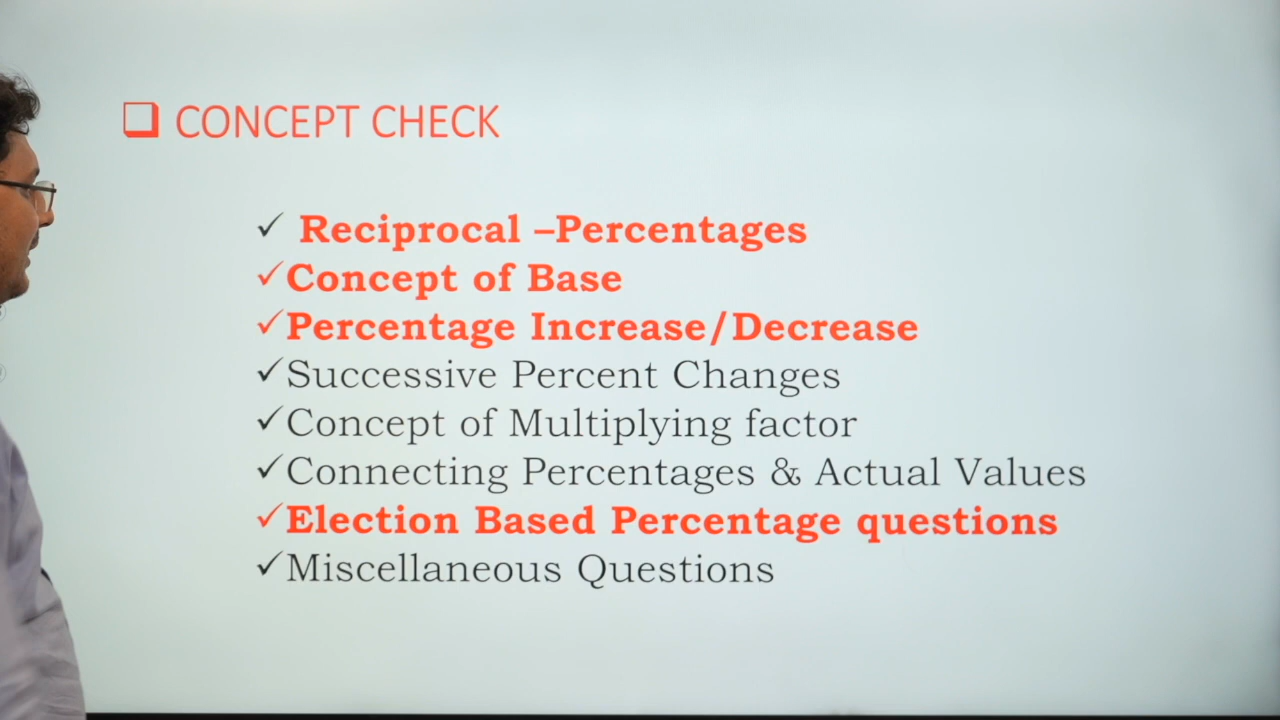 CONCEPT CHECK
Reciprocal –Percentages
Concept of Base
Percentage Increase/Decrease
Successive Percent Changes
Concept of Multiplying factor
Connecting Percentages & Actual Values
Election Based Percentage questions
Miscellaneous Questions